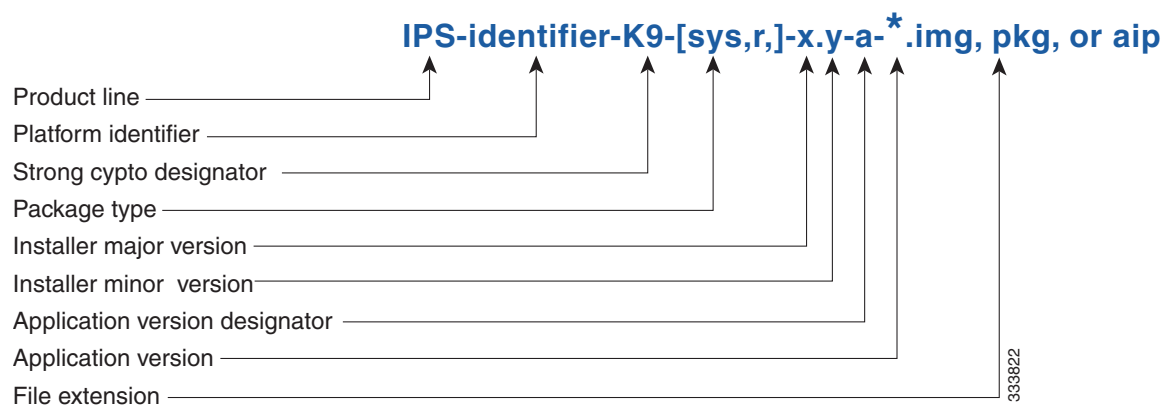 IPS-identifier-K9-[sys,r,]-x.y-a-*.img, pkg, or aip
Product line
Platform identifier
Strong cypto designator
Package type
Installer major version
Installer minor version
Application version designator
Application version
File extension
333822